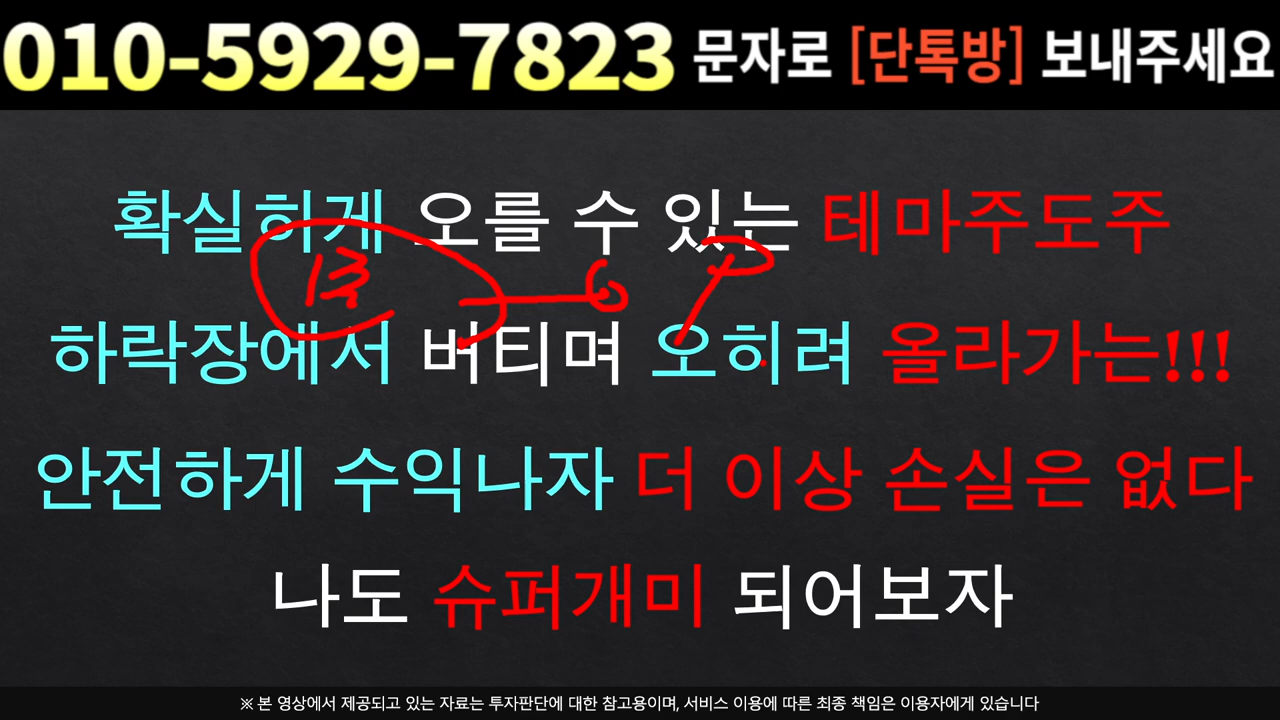 010-5929-7823 문자로 [단톡방] 보내주세요
확실하게 오를 수 있는 테마주도주
하락장에서 버티며 오히려 올라가는!!!
안전하게 수익나자 더 이상 손실은 없다
나도 슈퍼개미 되어보자
※ 본 영상에서 제공되고 있는 자료는 투자판단에 대한 참고용이며, 서비스 이용에 따른 최종 책임은 이용자에게 있습니다